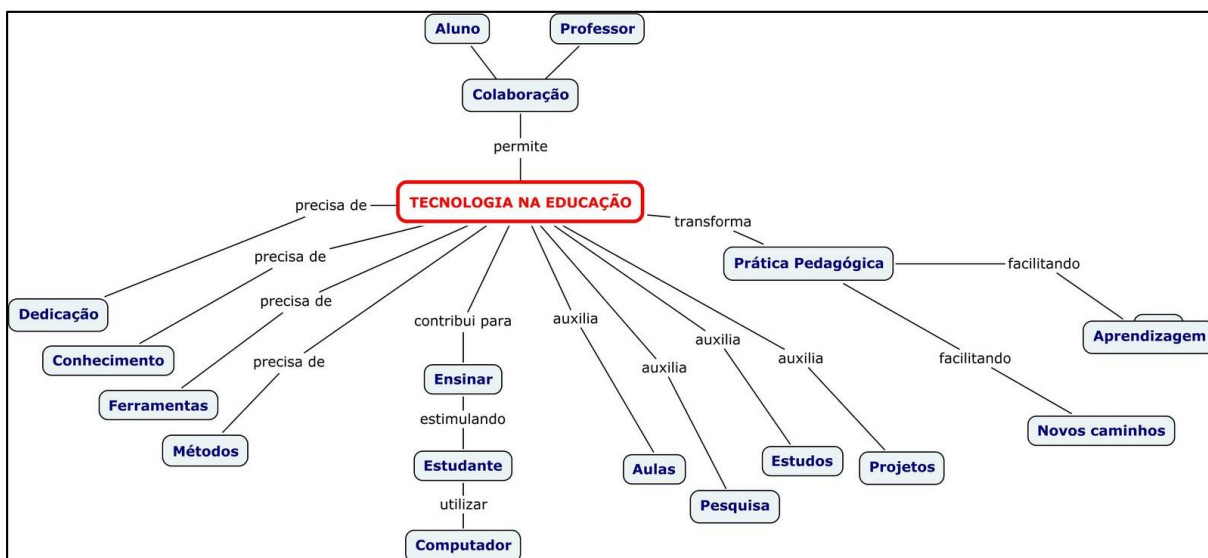 Aluno
Professor
Colaboração
permite
TECNOLOGIA NA EDUCAÇÃO
precisa de
transforma
precisa de
Prática Pedagógica
facilitando
precisa de
Dedicação
contribui para
auxilia
auxilia
facilitando
Aprendizagem
Conhecimento
precisa de
auxilia
auxilia
Ensinar
Ferramentas
estimulando
Novos caminhos
Métodos
Estudante
Aulas
Estudos
Projetos
utilizar
Pesquisa
Computador